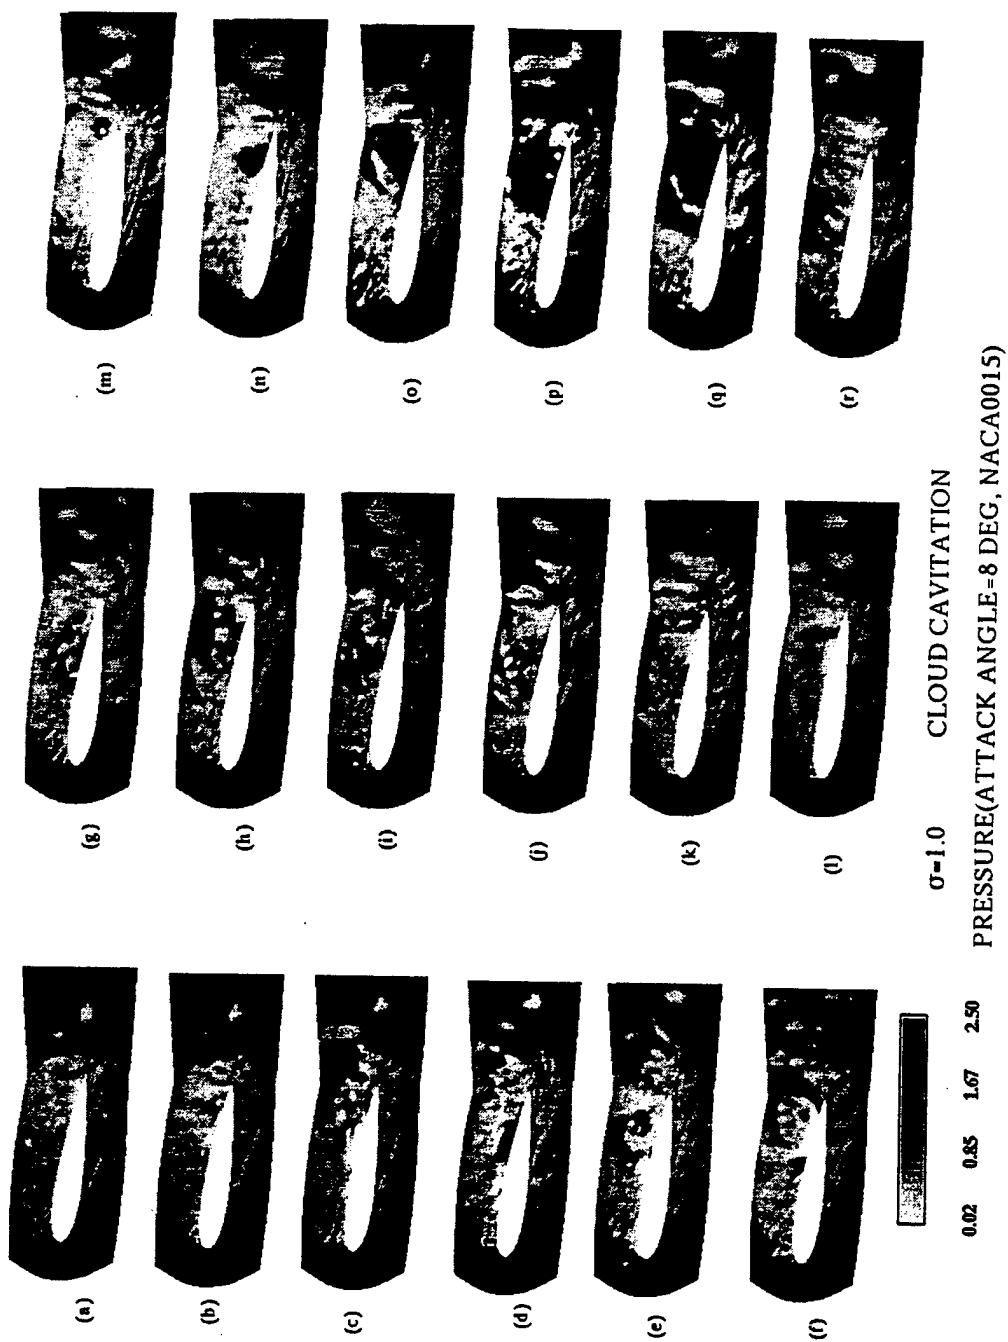 (a)
(b)
(c)
(d)
(e)
(f)
(g)
(h)
(i)
(j)
(k)
(l)
(m)
(n)
(o)
(p)
(q)
(r)
0.02 0.85 1.67 2.50
σ=1.0 CLOUD CAVITATION
PRESSURE(ATTACK ANGLE=8 DEG, NACA0015)